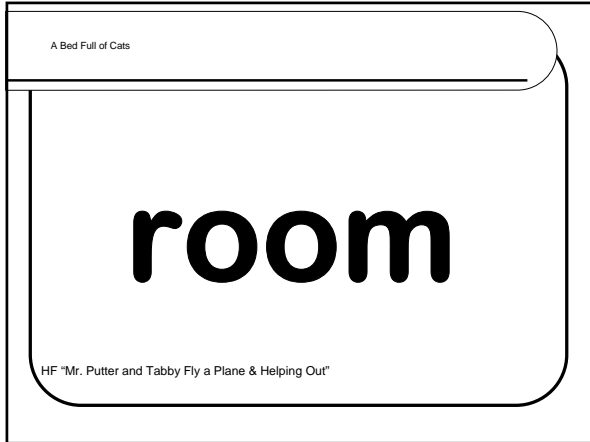 A Bed Full of Cats
room
HF “Mr. Putter and Tabby Fly a Plane & Helping Out”